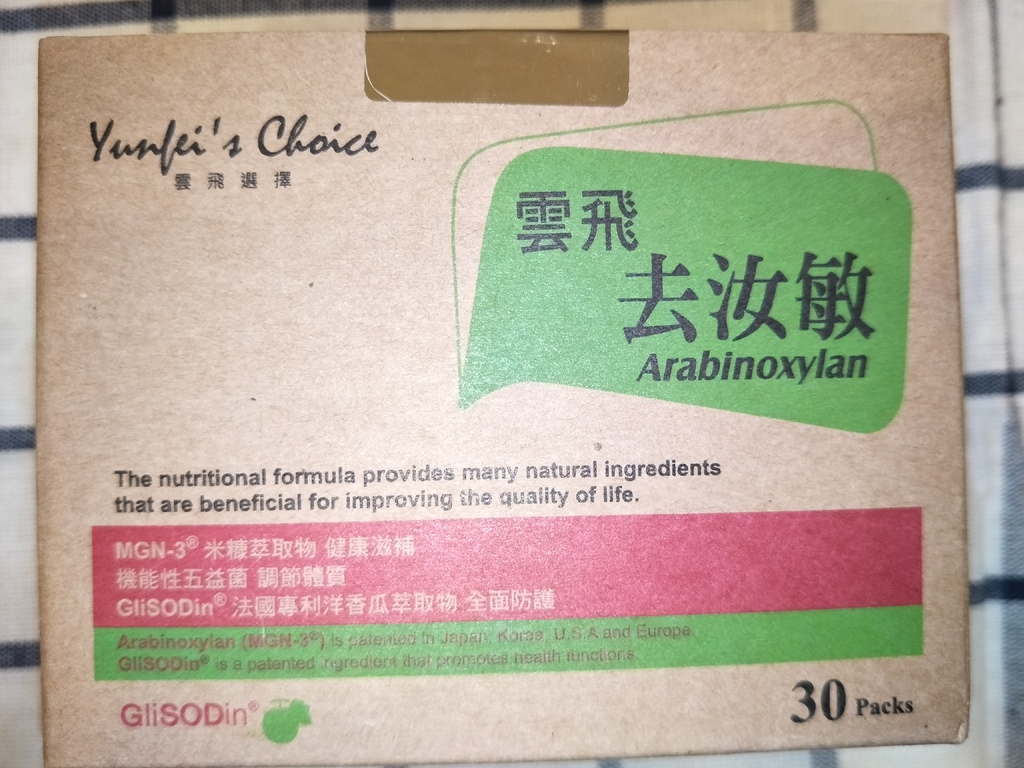 Yunfei's Choice
雲飛選擇
雲飛
去汝敏
Arabinoxylan
The nutritional formula provides many natural ingredients
that are beneficial for improving the quality of life.
MGN-3® 米糠萃取物 健康滋補
機能性五益菌 調節體質
GliSODin® 法國專利洋香瓜萃取物 全面防護
Arabinoxylan (MGN-3®) is patented in Japan, Korea, U.S.A and Europe.
GliSODin® is a patented ingredient that promotes health functions.
GliSODin®
30 Packs